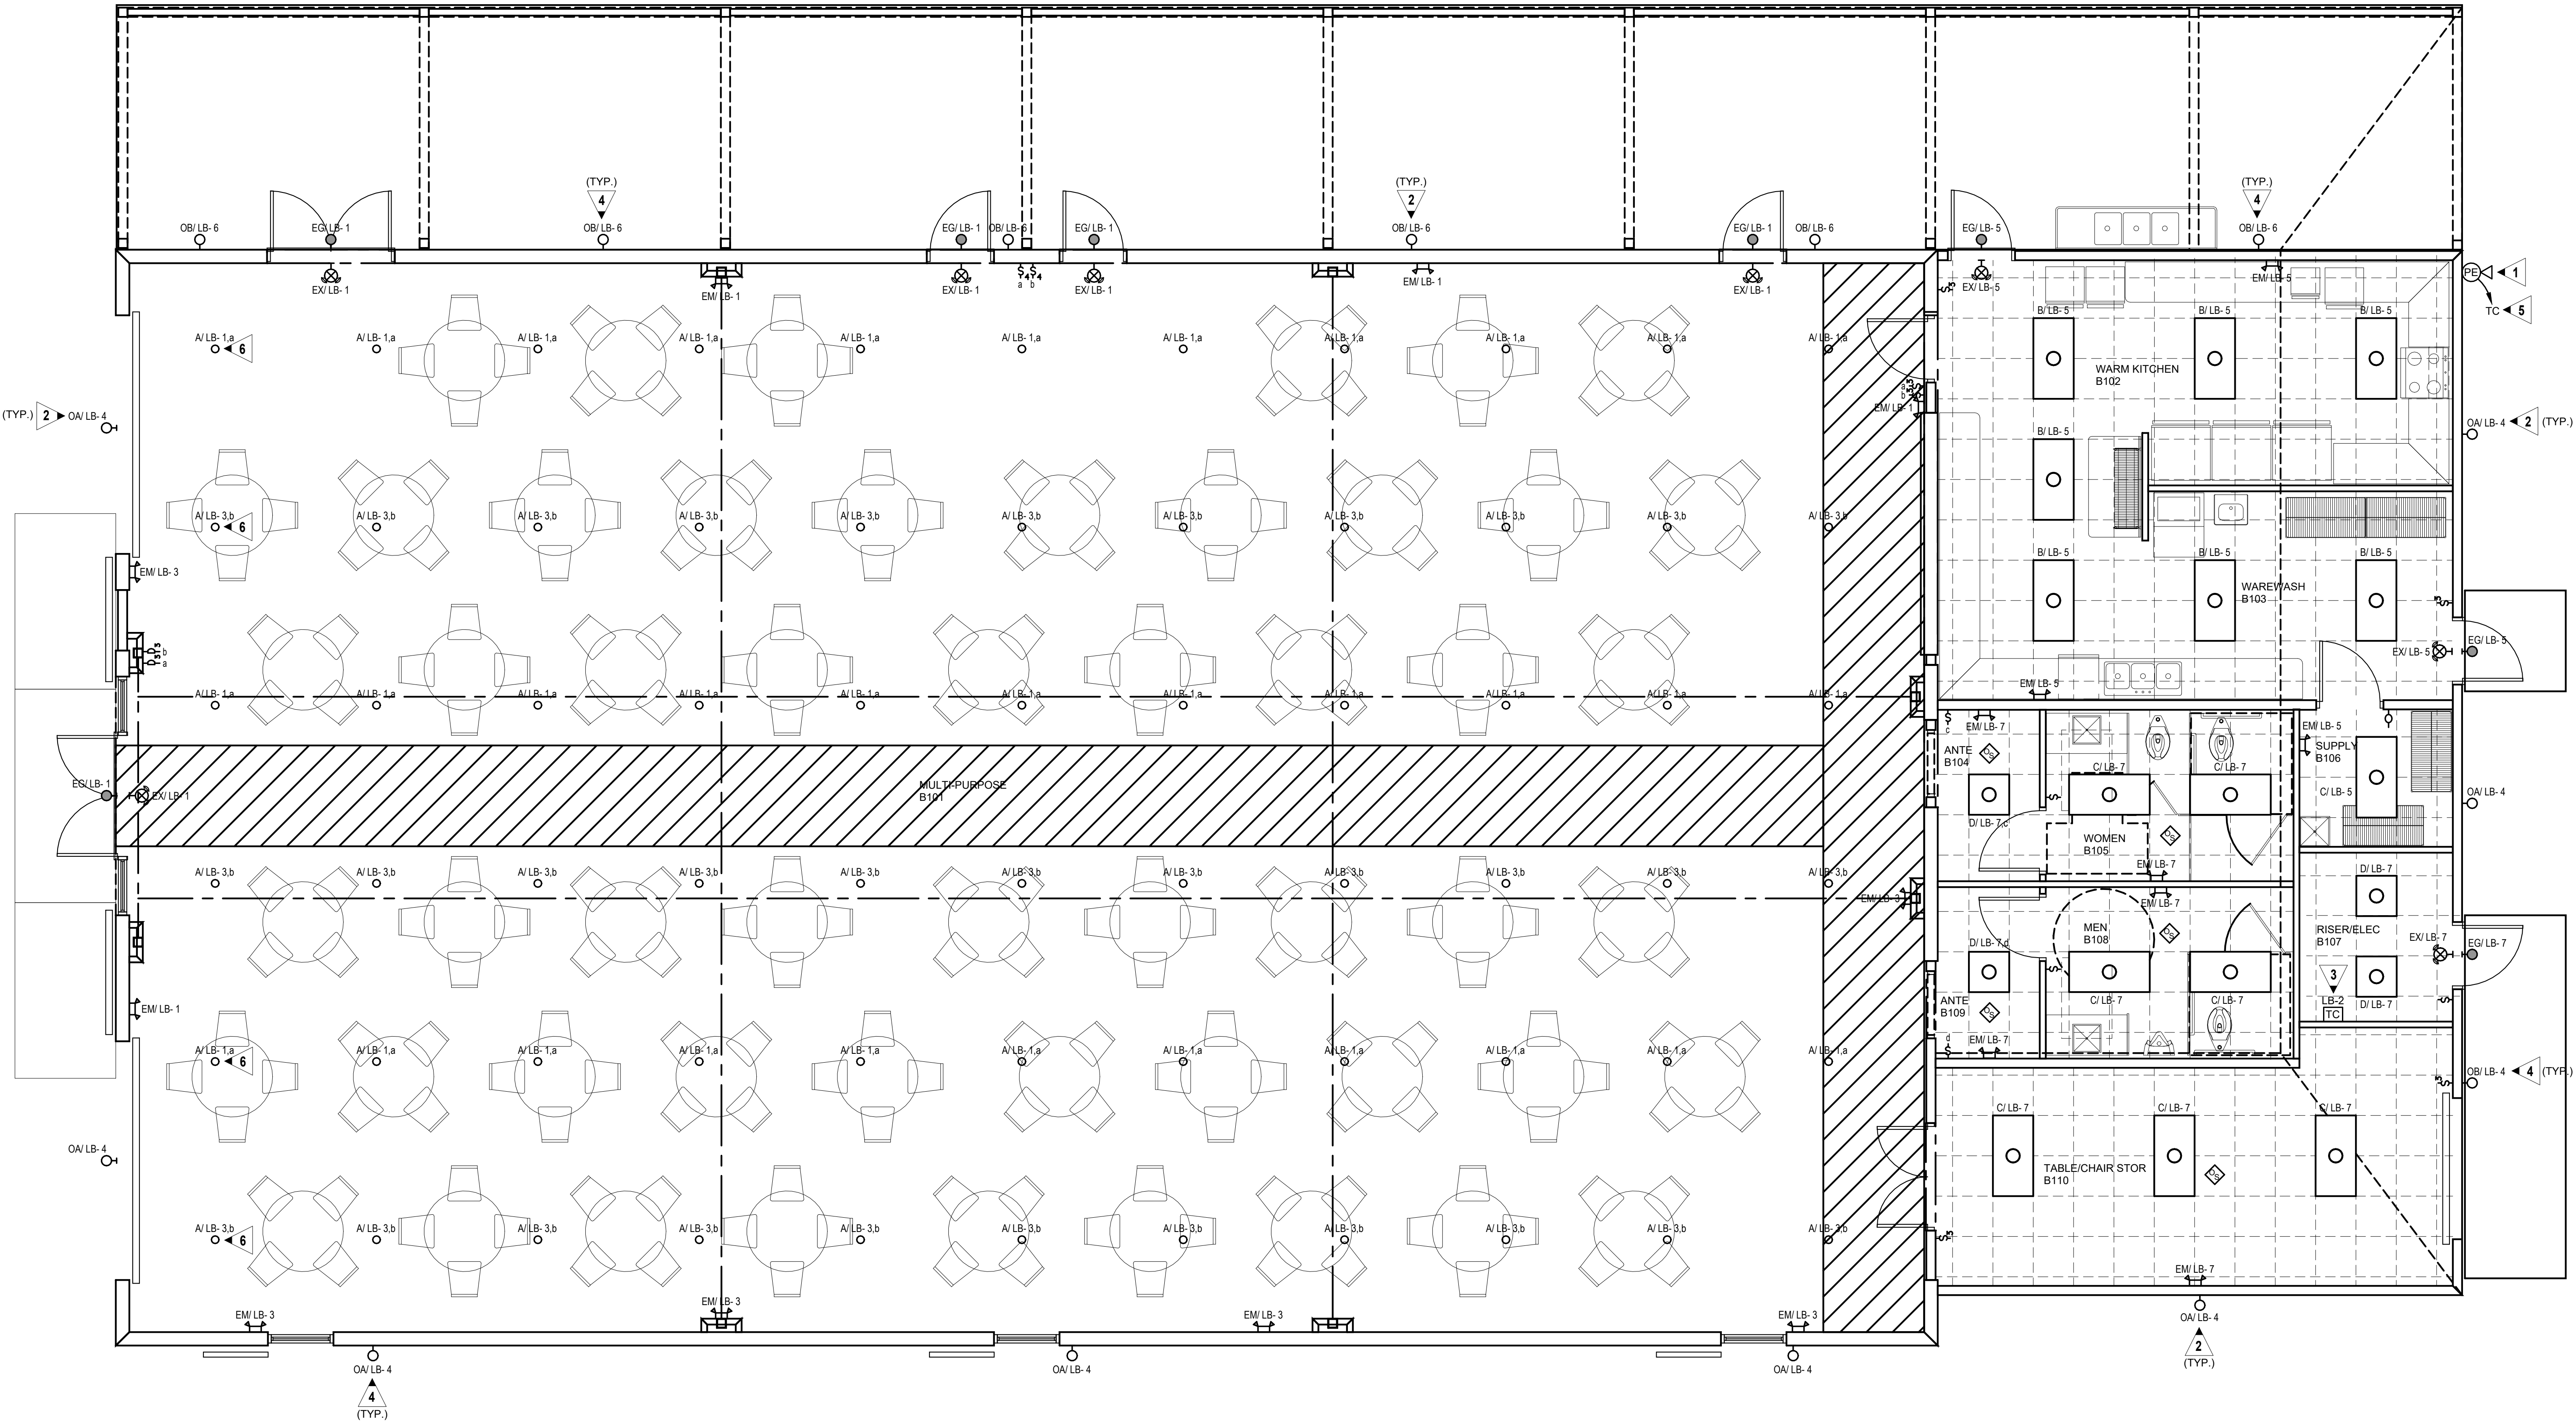 (TYP.)
4
(TYP.)
2
(TYP.)
4
OB/ LB- 6
EG/ LB- 1
OB/ LB- 6
EG/ LB- 1
OB/ LB- 6
EG/ LB- 1
OB/ LB- 6
EG/ LB- 1
OB/ LB- 6
EG/ LB- 5
OB/ LB- 6
EX/ LB- 1
EM/ LB- 1
EX/ LB- 1
a
b
EX/ LB- 1
EM/ LB- 1
EX/ LB- 1
EX/ LB- 5
EM/ LB- 5
PE
1
TC
5
A/ LB- 1,a
6
A/ LB- 1,a
A/ LB- 1,a
A/ LB- 1,a
A/ LB- 1,a
A/ LB- 1,a
A/ LB- 1,a
A/ LB- 1,a
A/ LB- 1,a
A/ LB- 1,a
A/ LB- 1,a
B/ LB- 5
B/ LB- 5
B/ LB- 5
WARM KITCHEN
B102
a
b
EM/ LB- 1
(TYP.)
2
OA/ LB- 4
OA/ LB- 4
2
(TYP.)
B/ LB- 5
A/ LB- 3,b
6
A/ LB- 3,b
A/ LB- 3,b
A/ LB- 3,b
A/ LB- 3,b
A/ LB- 3,b
A/ LB- 3,b
A/ LB- 3,b
A/ LB- 3,b
A/ LB- 3,b
A/ LB- 3,b
B/ LB- 5
B/ LB- 5
B/ LB- 5
EM/ LB- 3
WAREWASH
B103
b
a
EX/ LB- 5
EG/ LB- 5
EM/ LB- 5
A/ LB- 1,a
A/ LB- 1,a
A/ LB- 1,a
A/ LB- 1,a
A/ LB- 1,a
A/ LB- 1,a
A/ LB- 1,a
A/ LB- 1,a
A/ LB- 1,a
A/ LB- 1,a
A/ LB- 1,a
c
EM/ LB- 7
EM/ LB- 5
ANTE
B104
SUPPLY
B106
C/ LB- 7
C/ LB- 7
C/ LB- 5
EG/ LB- 1
EX/ LB- 1
MULTI-PURPOSE
B101
OA/ LB- 4
D/ LB- 7,c
WOMEN
B105
EM/ LB- 7
A/ LB- 3,b
A/ LB- 3,b
A/ LB- 3,b
A/ LB- 3,b
A/ LB- 3,b
A/ LB- 3,b
A/ LB- 3,b
A/ LB- 3,b
A/ LB- 3,b
A/ LB- 3,b
A/ LB- 3,b
D/ LB- 7
EM/ LB- 3
EM/ LB- 7
MEN
B108
RISER/ELEC
B107
D/ LB- 7,d
EX/ LB- 7
EG/ LB- 7
3
ANTE
B109
C/ LB- 7
C/ LB- 7
LB-2
TC
D/ LB- 7
EM/ LB- 1
d
EM/ LB- 7
A/ LB- 1,a
6
A/ LB- 1,a
A/ LB- 1,a
A/ LB- 1,a
A/ LB- 1,a
A/ LB- 1,a
A/ LB- 1,a
A/ LB- 1,a
A/ LB- 1,a
A/ LB- 1,a
A/ LB- 1,a
OB/ LB- 4
4
(TYP.)
C/ LB- 7
C/ LB- 7
C/ LB- 7
OA/ LB- 4
TABLE/CHAIR STOR
B110
A/ LB- 3,b
6
A/ LB- 3,b
A/ LB- 3,b
A/ LB- 3,b
A/ LB- 3,b
A/ LB- 3,b
A/ LB- 3,b
A/ LB- 3,b
A/ LB- 3,b
A/ LB- 3,b
A/ LB- 3,b
EM/ LB- 7
EM/ LB- 3
EM/ LB- 3
EM/ LB- 3
EM/ LB- 3
OA/ LB- 4
2
(TYP.)
OA/ LB- 4
OA/ LB- 4
OA/ LB- 4
4
(TYP.)